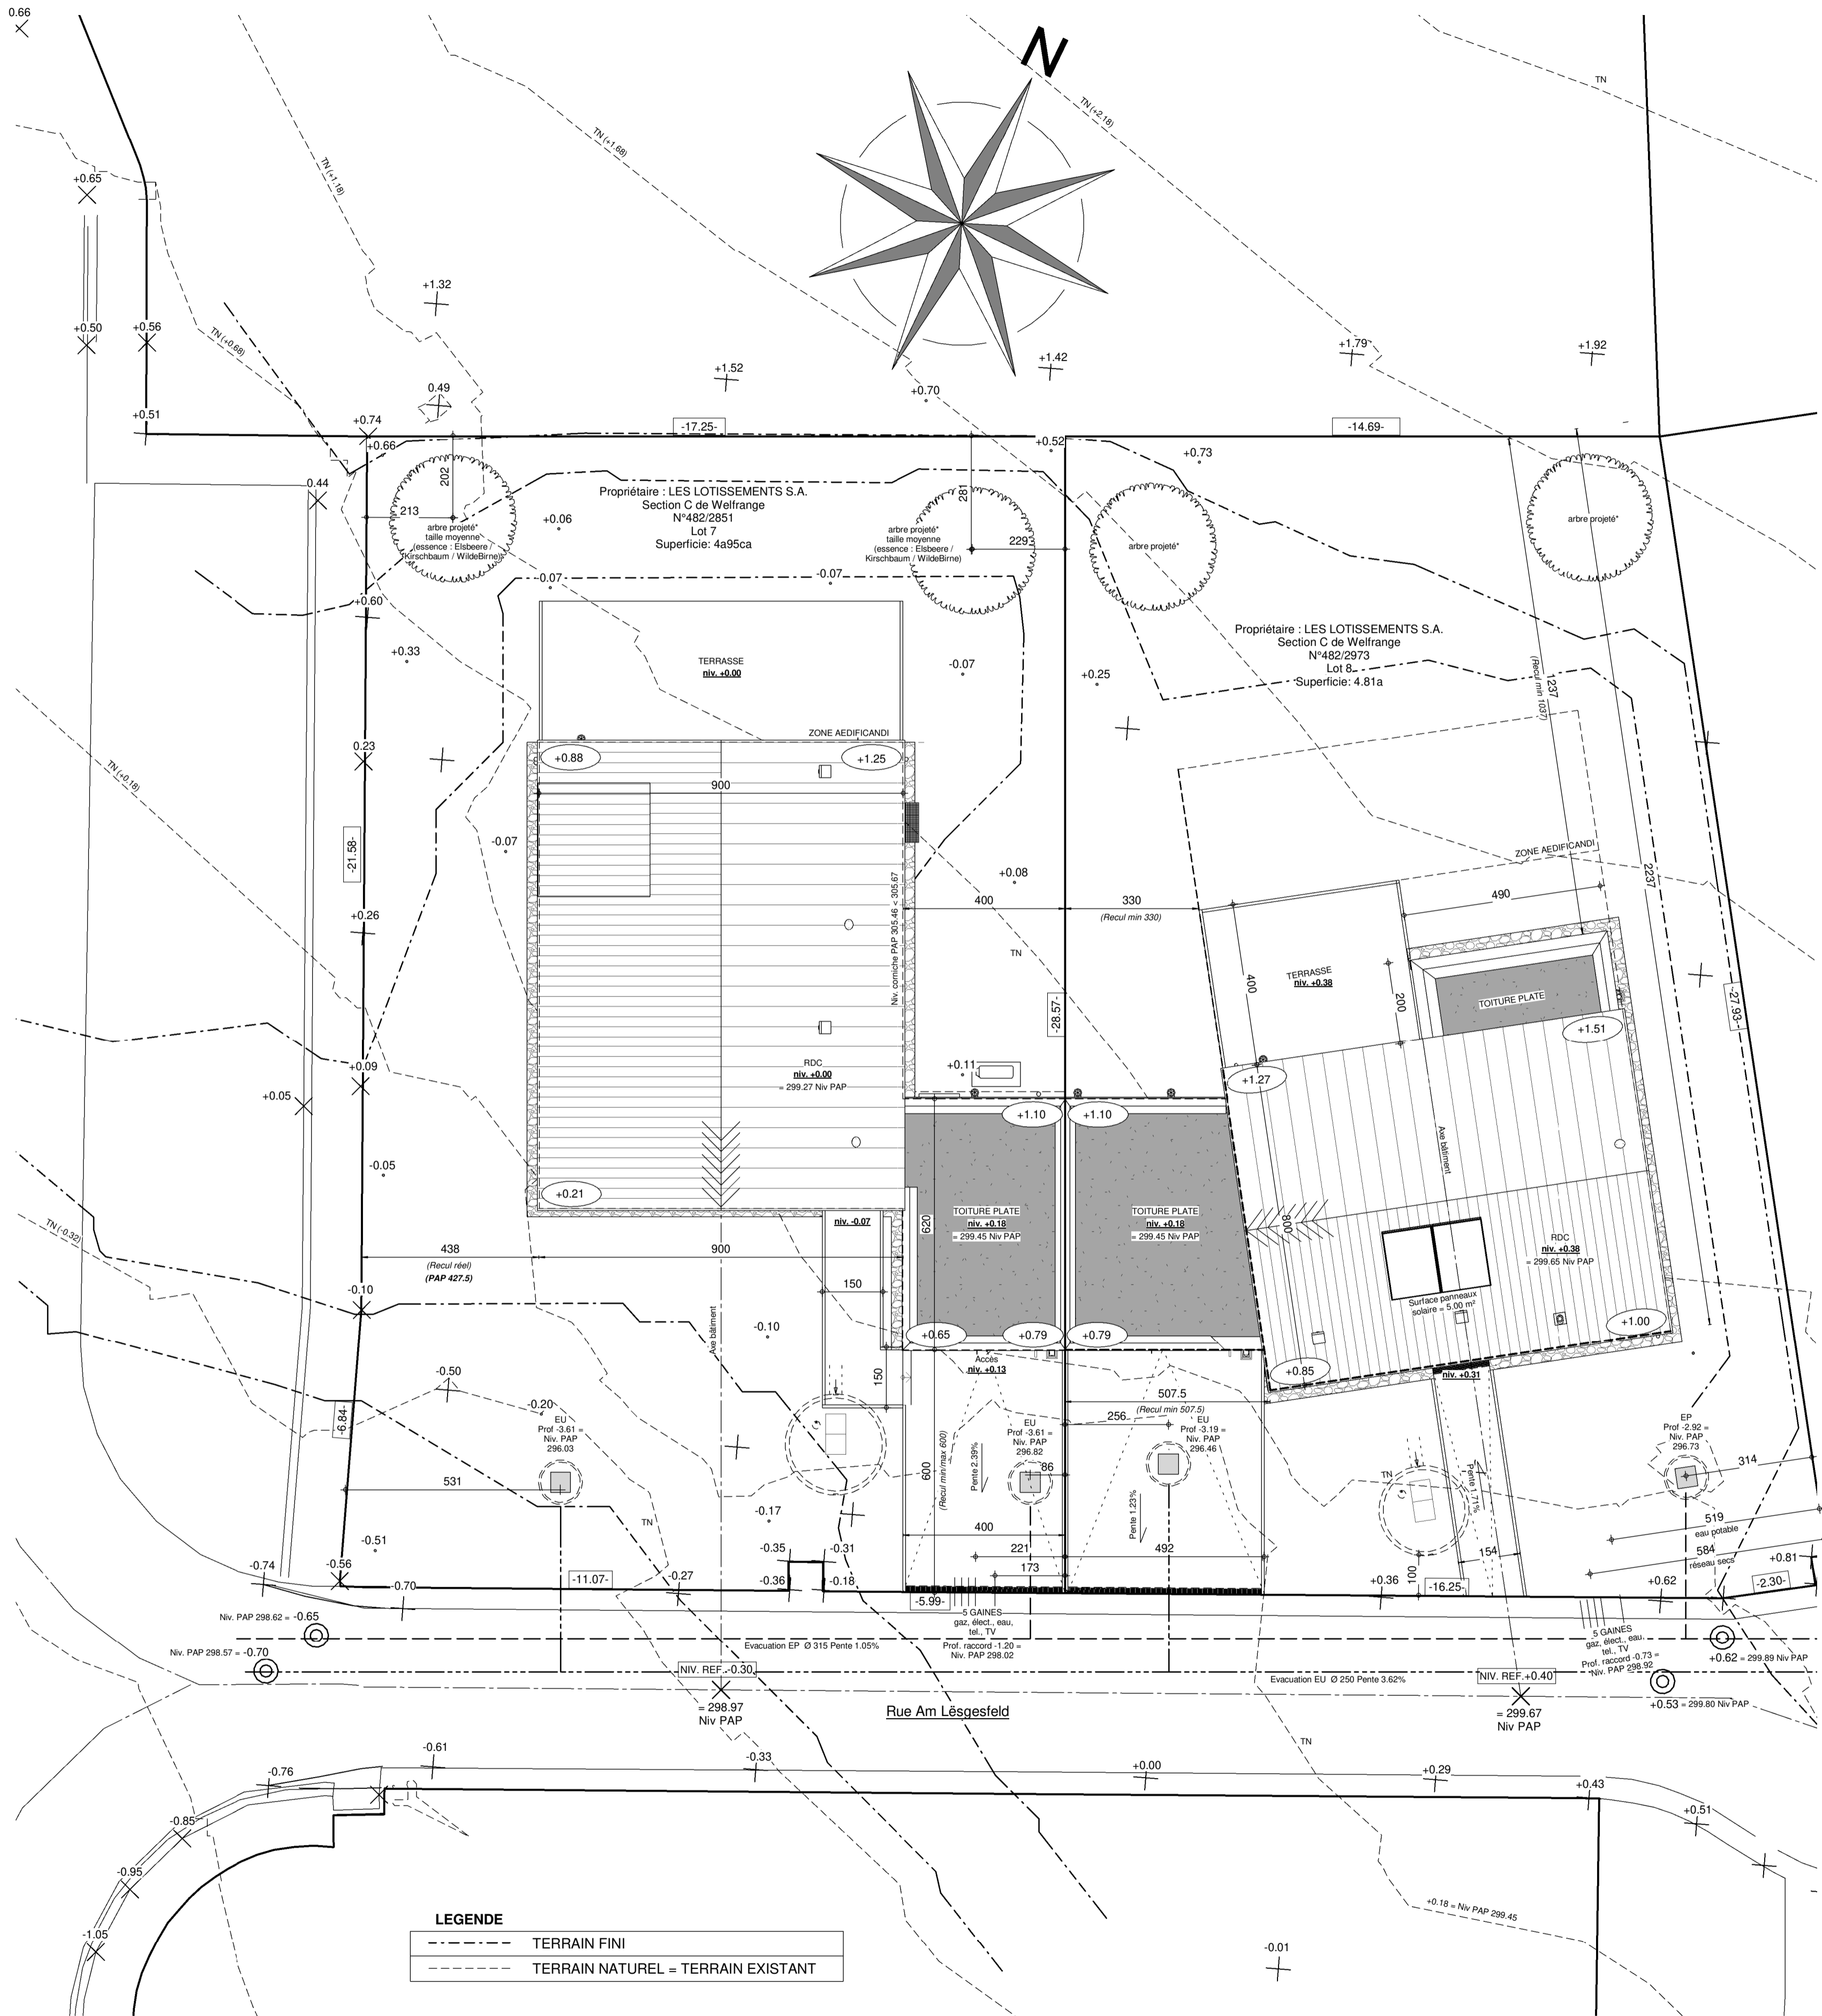 0.66
N
TN
TN (+2.18)
TN (+1.68)
TN (+1.18)
+0.65
+1.32
+0.50
+0.56
TN (+0.68)
+1.52
+1.42
+1.79
+1.92
0.49
+0.70
+0.51
+0.74
-17.25-
-14.69-
+0.66
+0.52
+0.73
202
281
0.44
213
arbre projeté*
taille moyenne
(essence : Elsbeere /
Kirschbaum / WildeBirne)
+0.06
Propriétaire : LES LOTISSEMENTS S.A.
Section C de Welfrange
N°482/2851
Lot 7
Superficie: 4a95ca
arbre projeté*
taille moyenne
(essence : Elsbeere /
Kirschbaum / WildeBirne)
229
arbre projeté*
arbre projeté*
-0.07
-0.07
+0.60
+0.33
TERRASSE
niv. +0.00
-0.07
+0.25
Propriétaire : LES LOTISSEMENTS S.A.
Section C de Welfrange
N°482/2973
Lot 8
Superficie: 4.81a
1237
(Recul min 1037)
0.23
TN (+0.18)
ZONE AEDIFICANDI
+0.88
+1.25
900
-21.58-
-0.07
Niv. corniche PAP 305.46 < 305.67
+0.08
ZONE AEDIFICANDI
2237
+0.26
400
330
(Recul min 330)
490
TN
TERRASSE
niv. +0.38
400
200
TOITURE PLATE
-28.57-
-27.93-
+1.51
+0.09
+0.05
RDC
niv. +0.00
= 299.27 Niv PAP
+0.11
+1.27
+1.10
+1.10
Axe bâtiment
-0.05
+0.21
niv. -0.07
TOITURE PLATE
niv. +0.18
= 299.45 Niv PAP
620
TOITURE PLATE
niv. +0.18
= 299.45 Niv PAP
800
RDC
niv. +0.38
= 299.65 Niv PAP
TN (-0.32)
438
(Recul réel)
(PAP 427.5)
900
150
-0.10
Axe bâtiment
-0.10
Surface panneaux
solaire = 5.00 m²
+1.00
+0.65
+0.79
+0.79
Accès
niv. +0.13
+0.85
niv. +0.31
-0.50
150
507.5
(Recul min 507.5)
-6.84-
-0.20
EU
Prof -3.61 =
Niv. PAP
296.03
256
EU
Prof -3.61 =
Niv. PAP
296.82
EU
Prof -3.19 =
Niv. PAP
296.46
EP
Prof -2.92 =
Niv. PAP
296.73
314
600
(Recul min/max 600)
Pente 2.39%
86
Pente 1.23%
TN
Pente 1.71%
531
-0.17
TN
400
519
eau potable
-0.51
-0.35
-0.31
221
492
154
584
réseau secs
+0.81
-0.74
-0.56
-0.70
-11.07-
-0.27
-0.36
-0.18
173
100
+0.36
-16.25-
+0.62
-2.30-
-5.99-
Niv. PAP 298.62 = -0.65
5 GAINES
gaz, élect., eau,
tel., TV
Prof. raccord -1.20 =
Niv. PAP 298.02
5 GAINES
gaz, élect., eau,
tel., TV
Prof. raccord -0.73 =
Niv. PAP 298.92
Evacuation EP Ø 315 Pente 1.05%
Niv. PAP 298.57 = -0.70
+0.62 = 299.89 Niv PAP
NIV. REF. -0.30
Evacuation EU Ø 250 Pente 3.62%
NIV. REF.+0.40
= 298.97
Niv PAP
Rue Am Lësgesfeld
= 299.67
Niv PAP
+0.53 = 299.80 Niv PAP
TN
-0.76
-0.61
-0.33
+0.00
+0.29
+0.43
-0.85
+0.51
-0.95
-1.05
+0.18 = Niv PAP 299.45
-0.01
LEGENDE
TERRAIN FINI
TERRAIN NATUREL = TERRAIN EXISTANT